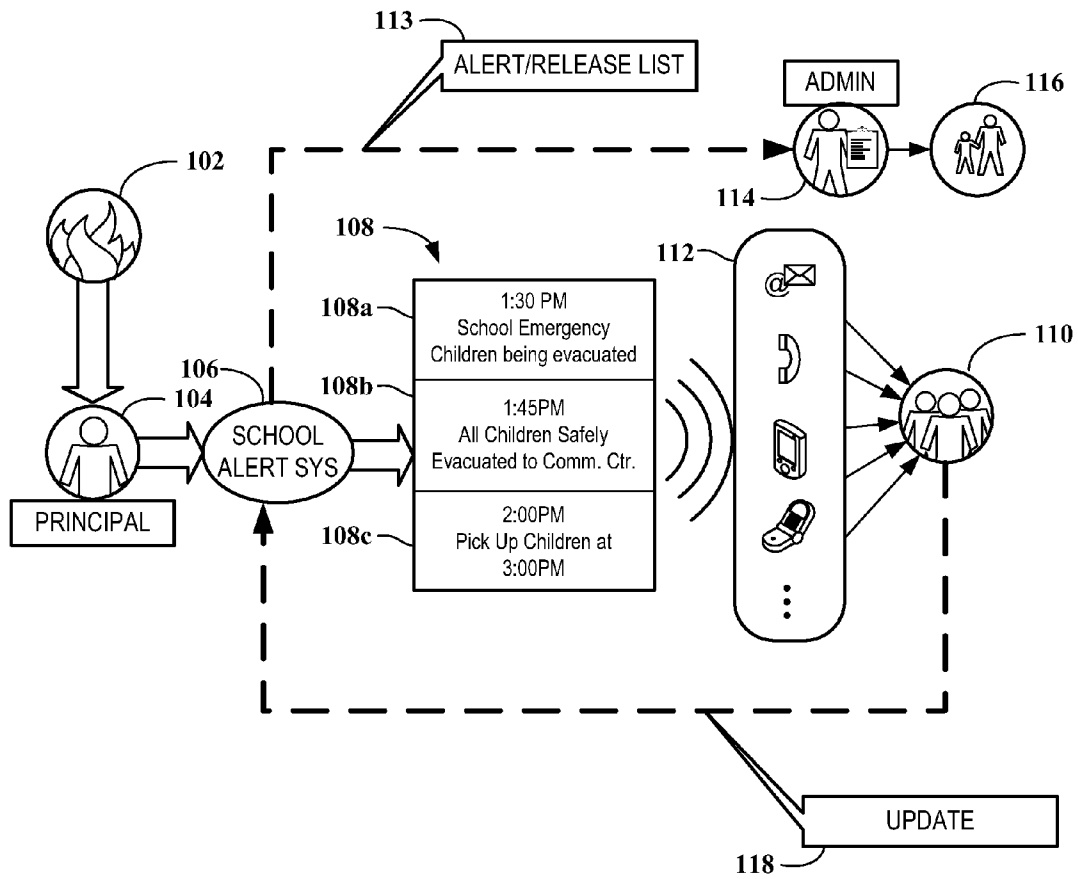 113
ALERT/RELEASE LIST
ADMIN
116
102
114
108
112
@
108a
1:30 PM
School Emergency
Children being evacuated
110
106
108b
104
SCHOOL
ALERT SYS
1:45PM
All Children Safely
Evacuated to Comm. Ctr.
PRINCIPAL
108c
2:00PM
Pick Up Children at
3:00PM
UPDATE
118